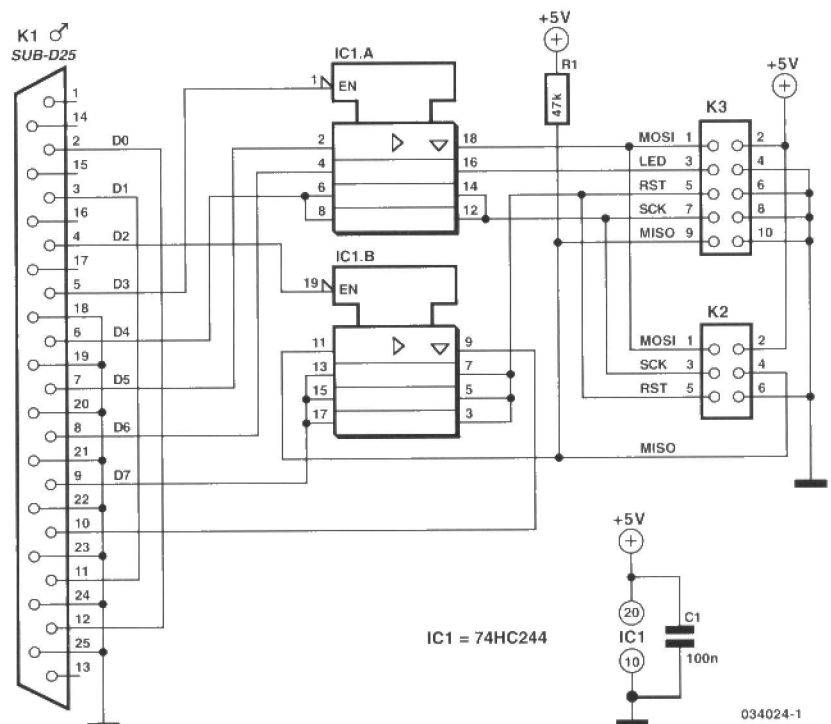 K1 ♂
SUB-D25
1
14
2 D0
15
3 D1
16
4 D2
17
5 D3
18
6 D4
19
7 D5
20
8 D6
21
9 D7
22
10
23
11
24
12
25
13
IC1.A
1 EN
2 18
4 16
6 14
8 12
IC1.B
19 EN
11 9
13 7
15 5
17 3
+5V
R1
47k
+5V
K3
MOSI 1 2
LED 3 4
RST 5 6
SCK 7 8
MISO 9 10
K2
MOSI 1 2
SCK 3 4
RST 5 6
MISO
+5V
20
IC1
10
C1
100n
IC1 = 74HC244
034024-1